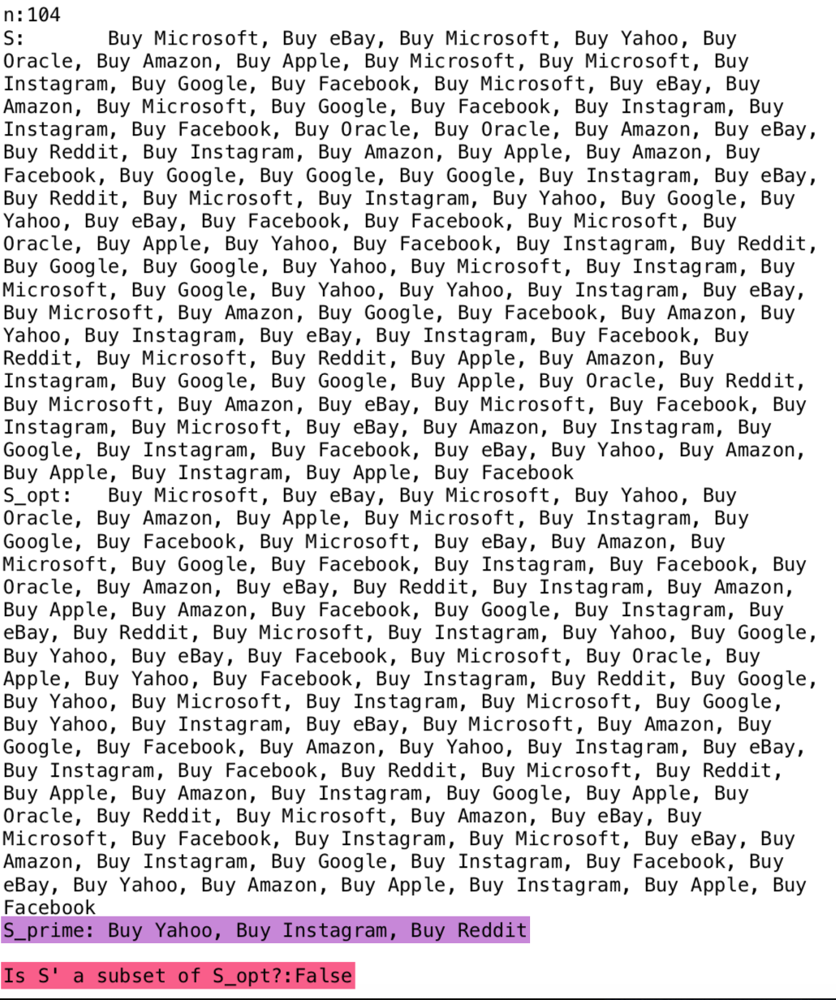 n:104
S:       Buy Microsoft, Buy eBay, Buy Microsoft, Buy Yahoo, Buy
Oracle, Buy Amazon, Buy Apple, Buy Microsoft, Buy Microsoft, Buy
Instagram, Buy Google, Buy Facebook, Buy Microsoft, Buy eBay, Buy
Amazon, Buy Microsoft, Buy Google, Buy Facebook, Buy Instagram, Buy
Instagram, Buy Facebook, Buy Oracle, Buy Oracle, Buy Amazon, Buy eBay,
Buy Reddit, Buy Instagram, Buy Amazon, Buy Apple, Buy Amazon, Buy
Facebook, Buy Google, Buy Google, Buy Google, Buy Instagram, Buy eBay,
Buy Reddit, Buy Microsoft, Buy Instagram, Buy Yahoo, Buy Google, Buy
Yahoo, Buy eBay, Buy Facebook, Buy Facebook, Buy Microsoft, Buy
Oracle, Buy Apple, Buy Yahoo, Buy Facebook, Buy Instagram, Buy Reddit,
Buy Google, Buy Google, Buy Yahoo, Buy Microsoft, Buy Instagram, Buy
Microsoft, Buy Google, Buy Yahoo, Buy Yahoo, Buy Instagram, Buy eBay,
Buy Microsoft, Buy Amazon, Buy Google, Buy Facebook, Buy Amazon, Buy
Yahoo, Buy Instagram, Buy eBay, Buy Instagram, Buy Facebook, Buy
Reddit, Buy Microsoft, Buy Reddit, Buy Apple, Buy Amazon, Buy
Instagram, Buy Google, Buy Google, Buy Apple, Buy Oracle, Buy Reddit,
Buy Microsoft, Buy Amazon, Buy eBay, Buy Microsoft, Buy Facebook, Buy
Instagram, Buy Microsoft, Buy eBay, Buy Amazon, Buy Instagram, Buy
Google, Buy Instagram, Buy Facebook, Buy eBay, Buy Yahoo, Buy Amazon,
Buy Apple, Buy Instagram, Buy Apple, Buy Facebook
S_opt:   Buy Microsoft, Buy eBay, Buy Microsoft, Buy Yahoo, Buy
Oracle, Buy Amazon, Buy Apple, Buy Microsoft, Buy Instagram, Buy
Google, Buy Facebook, Buy Microsoft, Buy eBay, Buy Amazon, Buy
Microsoft, Buy Google, Buy Facebook, Buy Instagram, Buy Facebook, Buy
Oracle, Buy Amazon, Buy eBay, Buy Reddit, Buy Instagram, Buy Amazon,
Buy Apple, Buy Amazon, Buy Facebook, Buy Google, Buy Instagram, Buy
eBay, Buy Reddit, Buy Microsoft, Buy Instagram, Buy Yahoo, Buy Google,
Buy Yahoo, Buy eBay, Buy Facebook, Buy Microsoft, Buy Oracle, Buy
Apple, Buy Yahoo, Buy Facebook, Buy Instagram, Buy Reddit, Buy Google,
Buy Yahoo, Buy Microsoft, Buy Instagram, Buy Microsoft, Buy Google,
Buy Yahoo, Buy Instagram, Buy eBay, Buy Microsoft, Buy Amazon, Buy
Google, Buy Facebook, Buy Amazon, Buy Yahoo, Buy Instagram, Buy eBay,
Buy Instagram, Buy Facebook, Buy Reddit, Buy Microsoft, Buy Reddit,
Buy Apple, Buy Amazon, Buy Instagram, Buy Google, Buy Apple, Buy
Oracle, Buy Reddit, Buy Microsoft, Buy Amazon, Buy eBay, Buy
Microsoft, Buy Facebook, Buy Instagram, Buy Microsoft, Buy eBay, Buy
Amazon, Buy Instagram, Buy Google, Buy Instagram, Buy Facebook, Buy
eBay, Buy Yahoo, Buy Amazon, Buy Apple, Buy Instagram, Buy Apple, Buy
Facebook
S_prime: Buy Yahoo, Buy Instagram, Buy Reddit
Is S' a subset of S_opt?:False